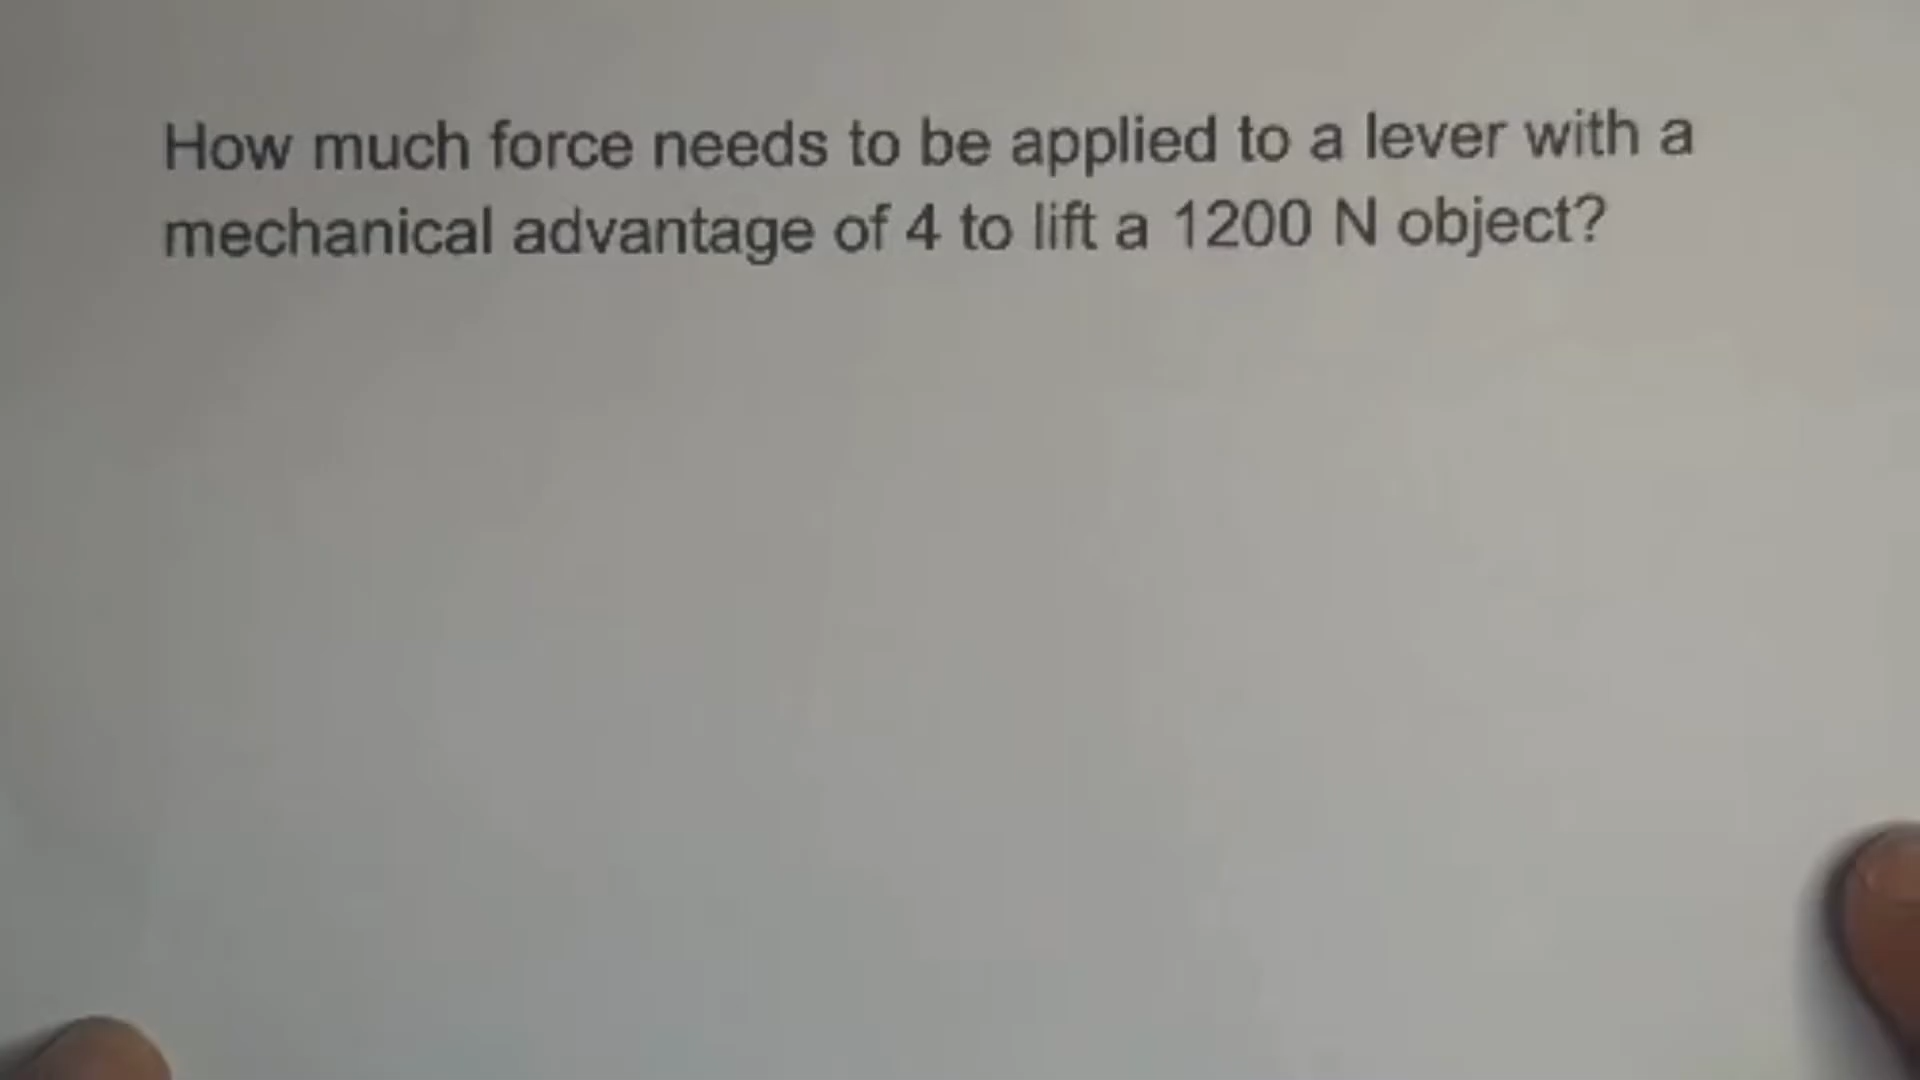 How much force needs to be applied to a lever with a
mechanical advantage of 4 to lift a 1200 N object?